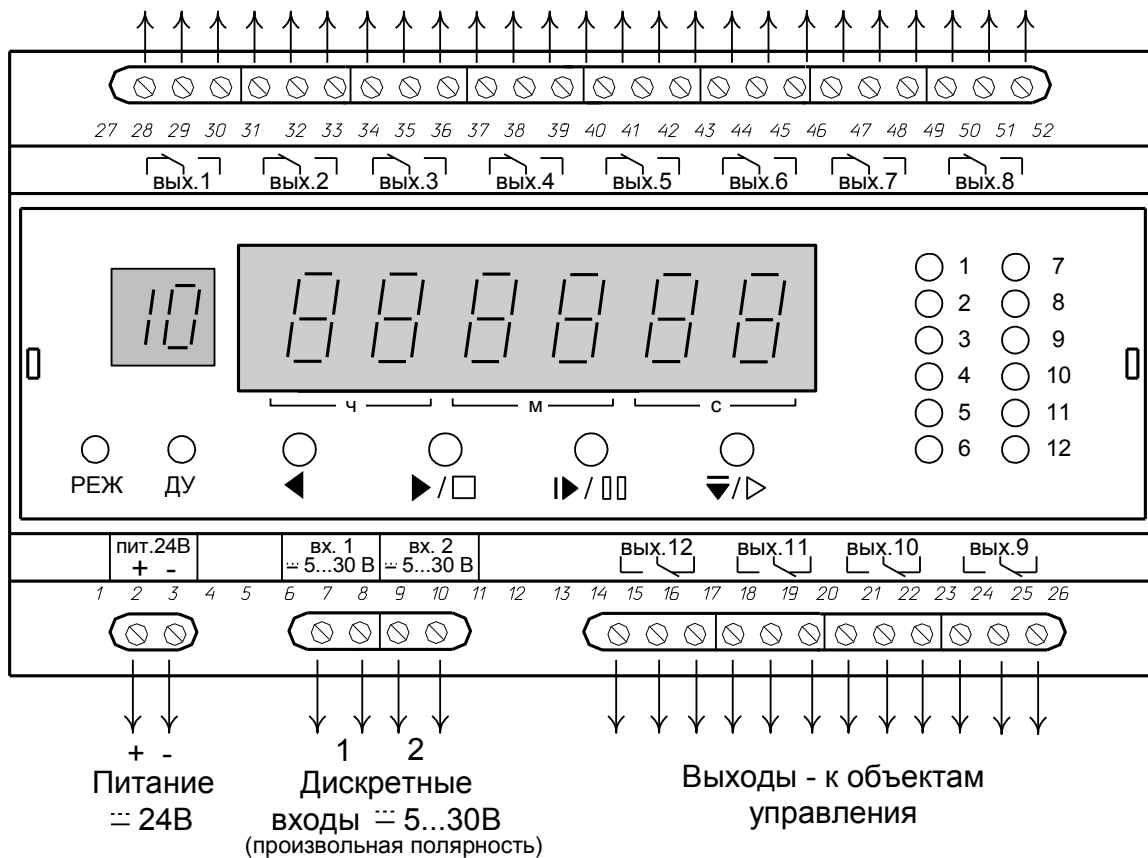 27 28 29 30 31 32 33 34 35 36 37 38 39 40 41 42 43 44 45 46 47 48 49 50 51 52
вых.1 вых.2 вых.3 вых.4 вых.5 вых.6 вых.7 вых.8
10 88 88 88
1 7
2 8
3 9
4 10
5 11
6 12
ч м с
РЕЖ ДУ ◀ ▶/□ I▶/▯▯ ▼/▷
пит.24В вх. 1 вх. 2 вых.12 вых.11 вых.10 вых.9
+ - ⎓ 5...30 В ⎓ 5...30 В
1 2 3 4 5 6 7 8 9 10 11 12 13 14 15 16 17 18 19 20 21 22 23 24 25 26
+ - 1 2
Питание Дискретные Выходы - к объектам
⎓ 24В входы ⎓ 5...30В управления
(произвольная полярность)